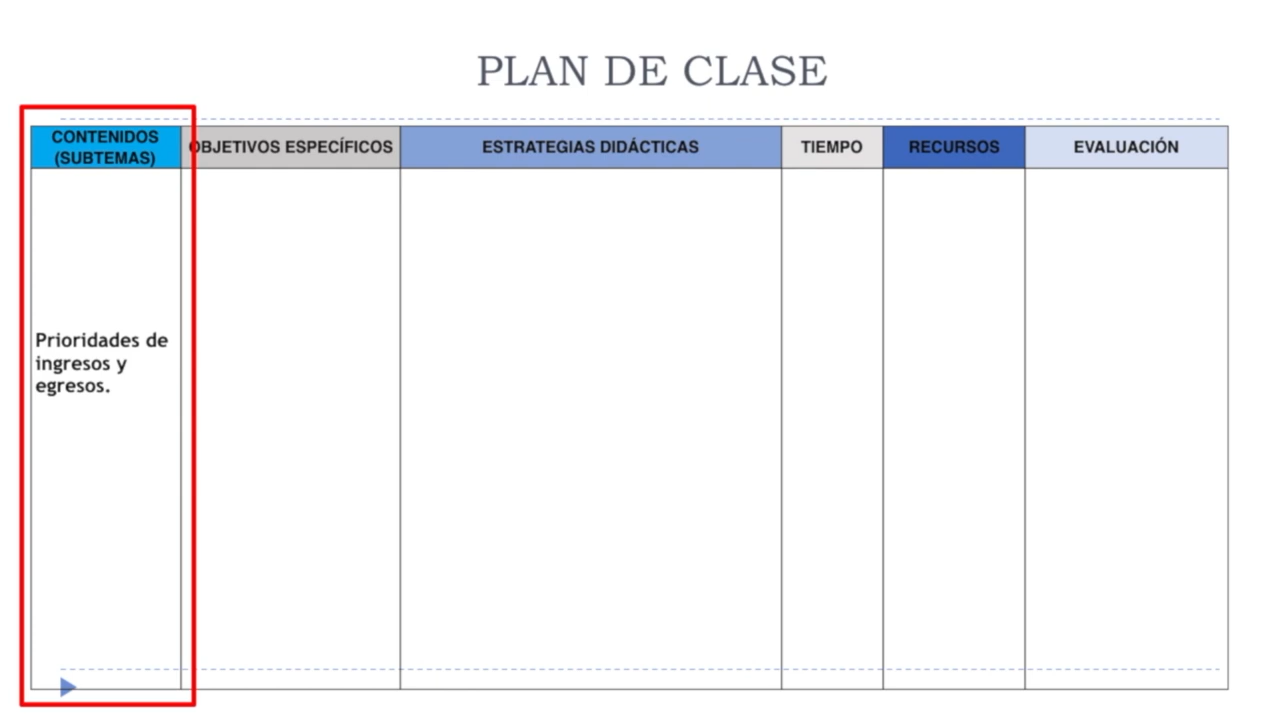 PLAN DE CLASE
CONTENIDOS
(SUBTEMAS)
OBJETIVOS ESPECÍFICOS
ESTRATEGIAS DIDÁCTICAS
TIEMPO
RECURSOS
EVALUACIÓN
Prioridades de
ingresos y
egresos.